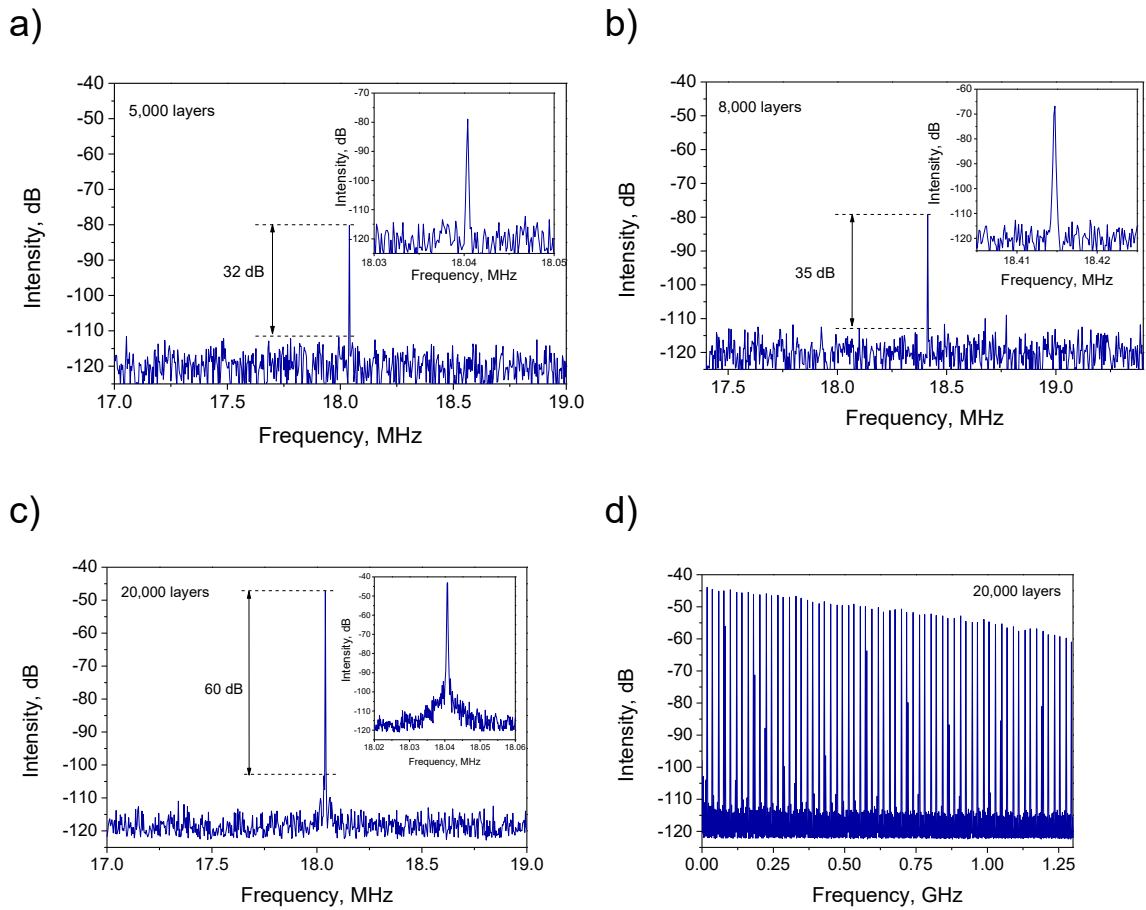 a)
-40
-50
-60
-70
-80
-90
-100
-110
-120
Intensity, dB
5,000 layers
32 dB
17.0 17.5 18.0 18.5 19.0
Frequency, MHz
-70
-80
-90
-100
-110
-120
Intensity, dB
18.03 18.04 18.05
Frequency, MHz
b)
-40
-50
-60
-70
-80
-90
-100
-110
-120
Intensity, dB
8,000 layers
35 dB
17.5 18.0 18.5 19.0
Frequency, MHz
-60
-70
-80
-90
-100
-110
-120
Intensity, dB
18.41 18.42
Frequency, MHz
c)
-40
-50
-60
-70
-80
-90
-100
-110
-120
Intensity, dB
20,000 layers
60 dB
17.0 17.5 18.0 18.5 19.0
Frequency, MHz
-40
-50
-60
-70
-80
-90
-100
-110
-120
Intensity, dB
18.02 18.03 18.04 18.05 18.06
Frequency, MHz
d)
-40
-50
-60
-70
-80
-90
-100
-110
-120
Intensity, dB
20,000 layers
0.00 0.25 0.50 0.75 1.00 1.25
Frequency, GHz